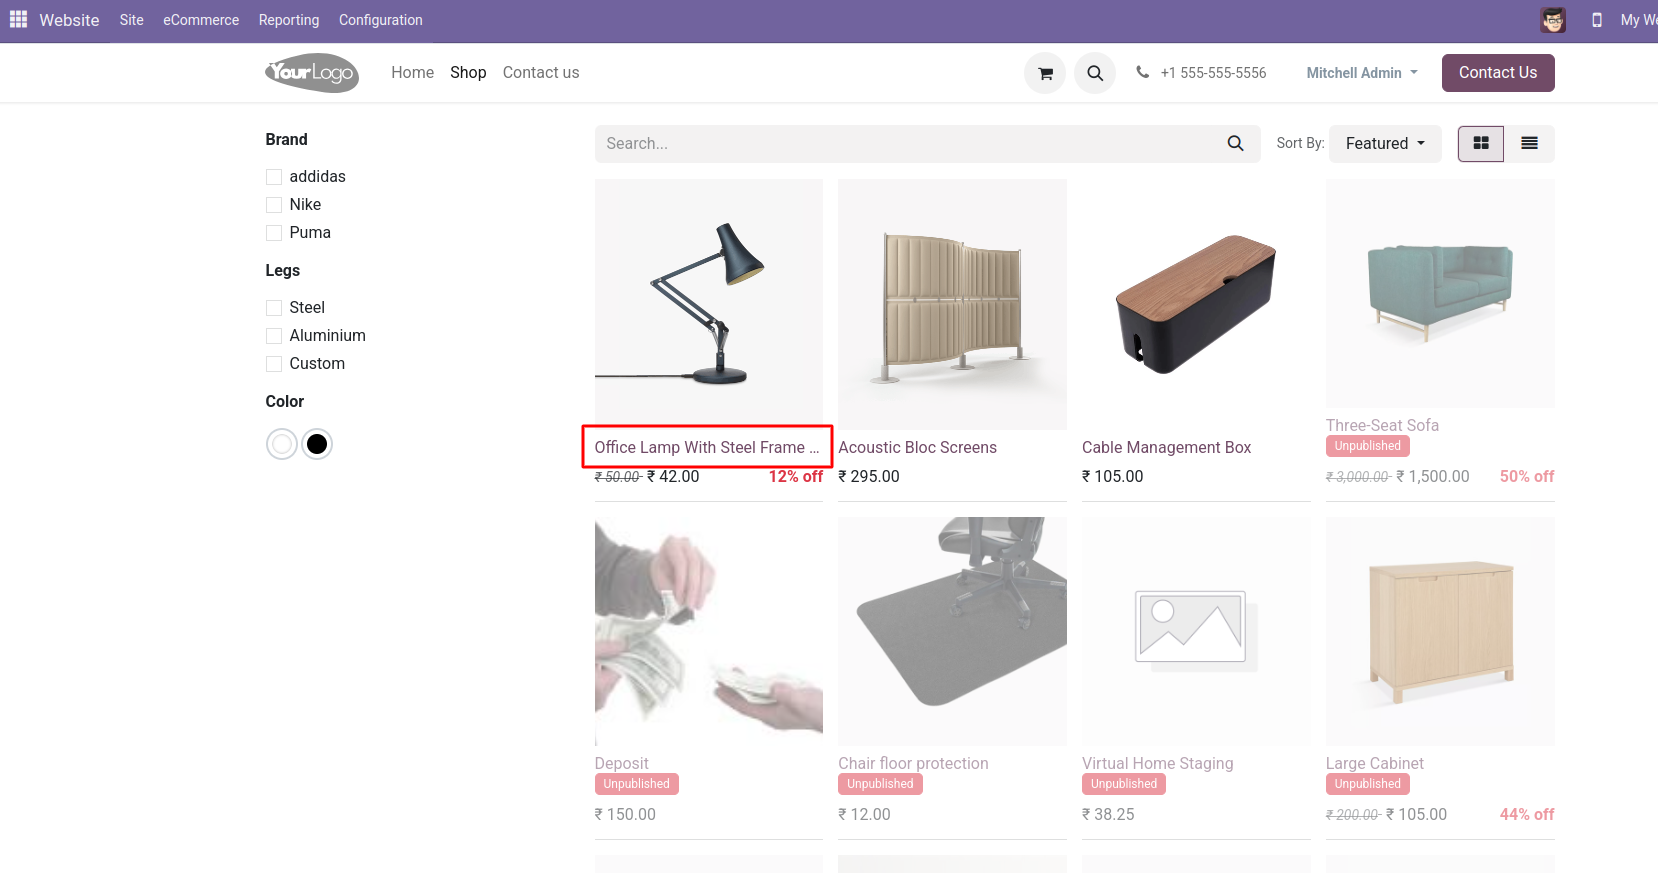 Website Site eCommerce Reporting Configuration My We
YourLogo Home Shop Contact us +1 555-555-5556 Mitchell Admin Contact Us
Brand
addidas
Nike
Puma
Legs
Steel
Aluminium
Custom
Color
Search... Sort By: Featured
Office Lamp With Steel Frame ...
₹ 50.00 ₹ 42.00 12% off
Acoustic Bloc Screens
₹ 295.00
Cable Management Box
₹ 105.00
Three-Seat Sofa
Unpublished
₹ 3,000.00 ₹ 1,500.00 50% off
Deposit
Unpublished
₹ 150.00
Chair floor protection
Unpublished
₹ 12.00
Virtual Home Staging
Unpublished
₹ 38.25
Large Cabinet
Unpublished
₹ 200.00 ₹ 105.00 44% off